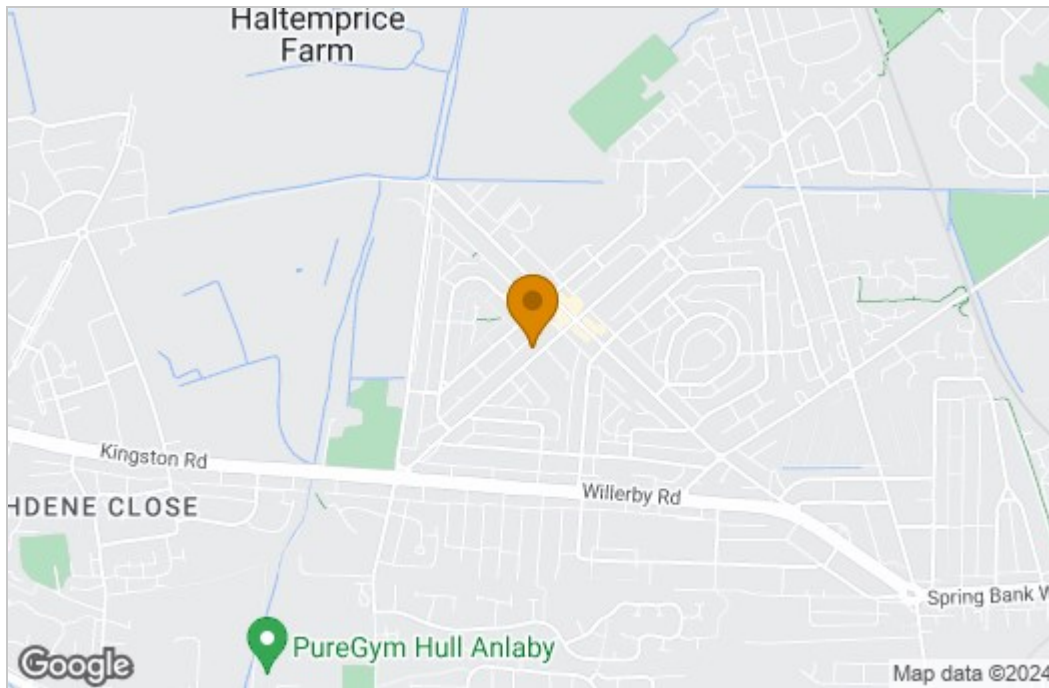 Haltemprice
Farm
Kingston Rd
HDENE CLOSE
Willerby Rd
Spring Bank W
PureGym Hull Anlaby
Google
Map data ©2024